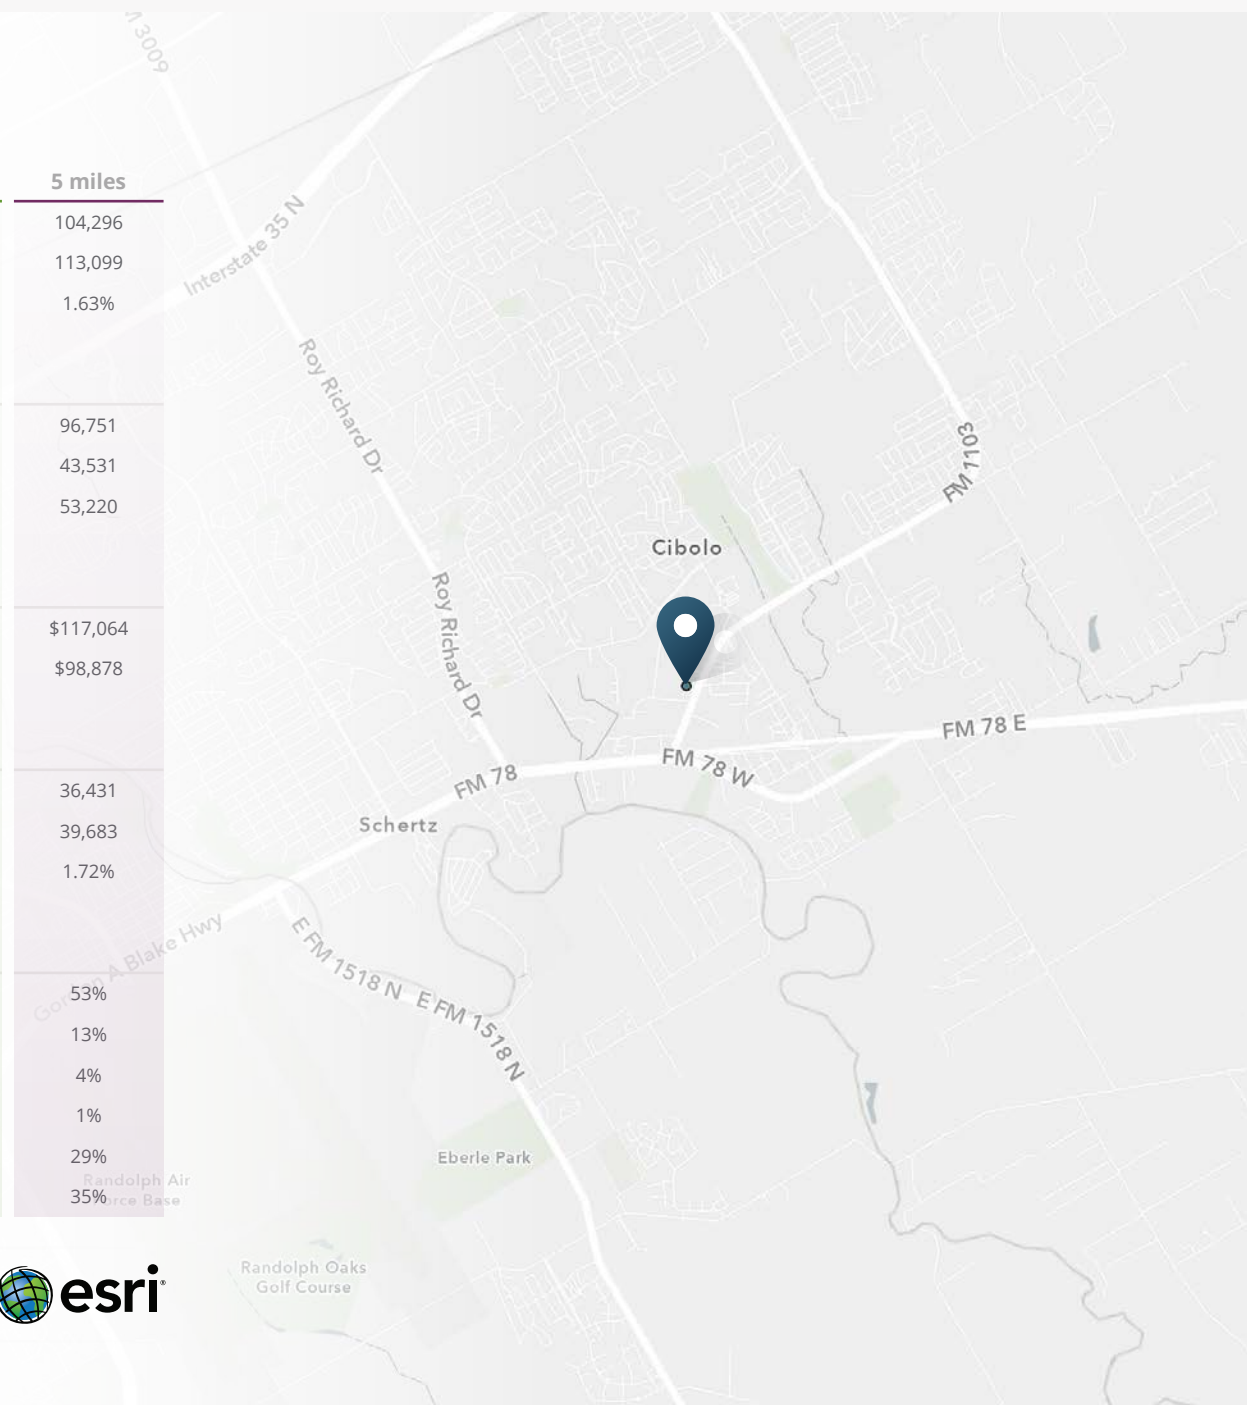 5 miles
104,296
113,099
1.63%
96,751
43,531
53,220
$117,064
$98,878
36,431
39,683
1.72%
53%
13%
4%
1%
29%
35%
esri
M 3009
Interstate 35 N
Roy Richard Dr
Roy Richard Dr
FM 1103
Cibolo
FM 78 E
FM 78 W
FM 78
Schertz
Gordon A Blake Hwy
E FM 1518 N
E FM 1518 N
Eberle Park
Randolph Air
Force Base
Randolph Oaks
Golf Course